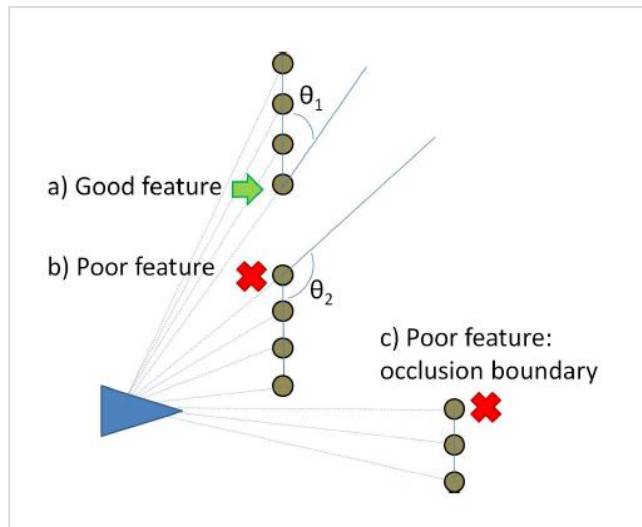 θ₁
a) Good feature
b) Poor feature
θ₂
c) Poor feature:
occlusion boundary